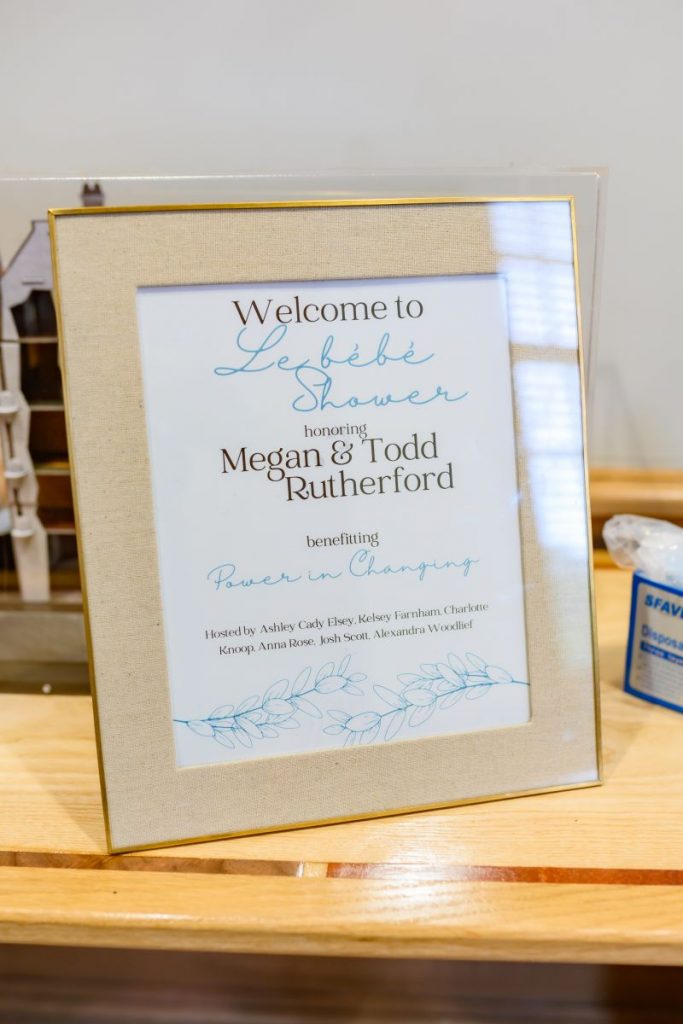 Welcome to
Le bébé
Shower
honoring
Megan & Todd
Rutherford
benefitting
Power in Changing
Hosted by Ashley Cady Elsey, Kelsey Farnham, Charlotte
Knoop, Anna Rose, Josh Scott, Alexandra Woodlief